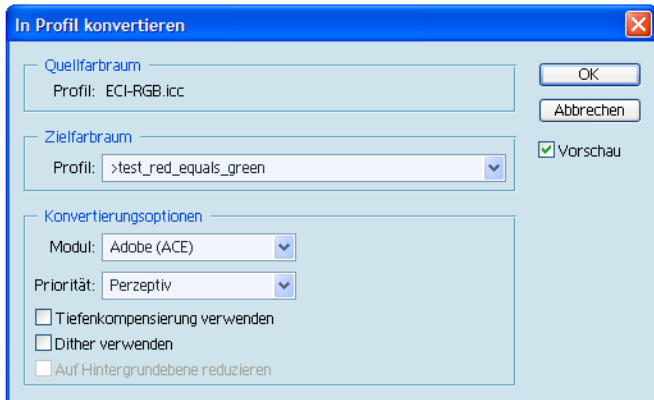 In Profil konvertieren
Quellfarbraum
Profil: ECI-RGB.icc
OK
Abbrechen
Vorschau
Zielfarbraum
Profil: >test_red_equals_green
Konvertierungsoptionen
Modul: Adobe (ACE)
Priorität: Perzeptiv
Tiefenkompensierung verwenden
Dither verwenden
Auf Hintergrundebene reduzieren